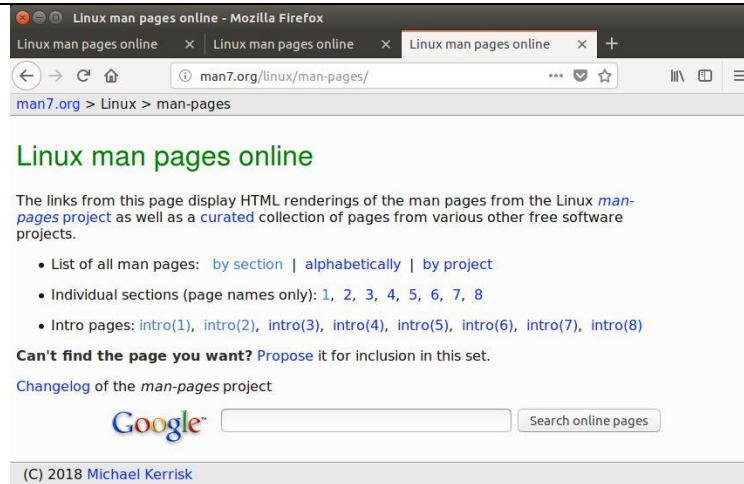 Linux man pages online - Mozilla Firefox
Linux man pages online × Linux man pages online × Linux man pages online × +
man7.org/linux/man-pages/
man7.org > Linux > man-pages
Linux man pages online
The links from this page display HTML renderings of the man pages from the Linux man-
pages project as well as a curated collection of pages from various other free software
projects.
• List of all man pages: by section | alphabetically | by project
• Individual sections (page names only): 1, 2, 3, 4, 5, 6, 7, 8
• Intro pages: intro(1), intro(2), intro(3), intro(4), intro(5), intro(6), intro(7), intro(8)
Can't find the page you want? Propose it for inclusion in this set.
Changelog of the man-pages project
Google™ Search online pages
(C) 2018 Michael Kerrisk